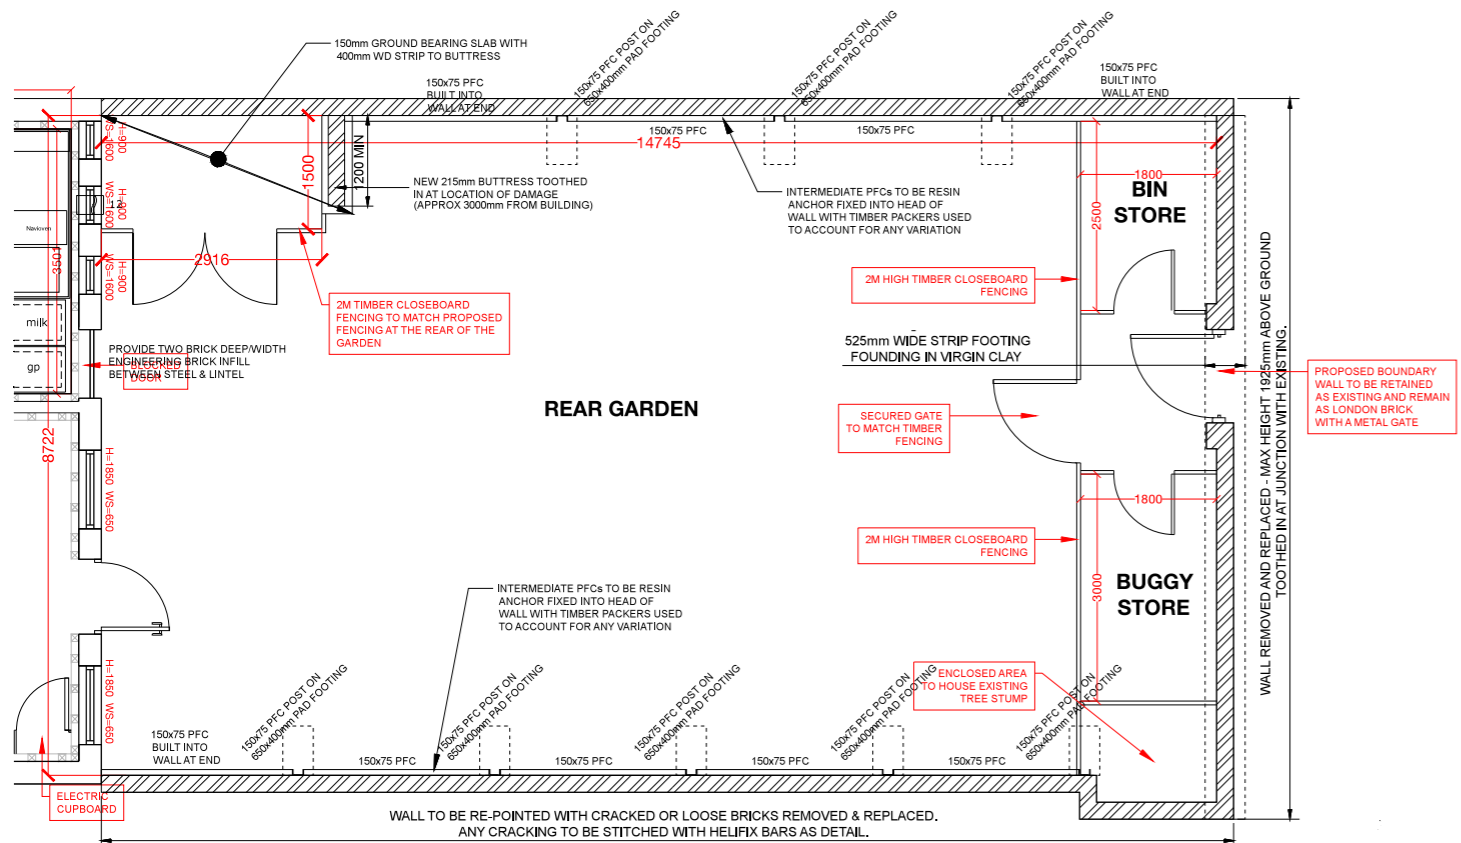 150mm GROUND BEARING SLAB WITH
400mm WD STRIP TO BUTTRESS
150x75 PFC
BUILT INTO
WALL AT END
150x75 PFC POST ON
650x400mm PAD FOOTING
150x75 PFC POST ON
650x400mm PAD FOOTING
150x75 PFC POST ON
650x400mm PAD FOOTING
150x75 PFC
BUILT INTO
WALL AT END
150x75 PFC
150x75 PFC
14745
H=900
WS=1600
H=900
WS=1600
H=900
WS=1600
12
1500
1200 MIN
NEW 215mm BUTTRESS TOOTHED
IN AT LOCATION OF DAMAGE
(APPROX 3000mm FROM BUILDING)
INTERMEDIATE PFCs TO BE RESIN
ANCHOR FIXED INTO HEAD OF
WALL WITH TIMBER PACKERS USED
TO ACCOUNT FOR ANY VARIATION
1800
BIN
STORE
2500
2916
3501
milk
gp
8722
2M TIMBER CLOSEBOARD
FENCING TO MATCH PROPOSED
FENCING AT THE REAR OF THE
GARDEN
2M HIGH TIMBER CLOSEBOARD
FENCING
PROVIDE TWO BRICK DEEP/WIDTH
ENGINEERING BRICK INFILL
BETWEEN STEEL & LINTEL
BLOCKED
DOOR
525mm WIDE STRIP FOOTING
FOUNDING IN VIRGIN CLAY
REAR GARDEN
SECURED GATE
TO MATCH TIMBER
FENCING
PROPOSED BOUNDARY
WALL TO BE RETAINED
AS EXISTING AND REMAIN
AS LONDON BRICK
WITH A METAL GATE
WALL REMOVED AND REPLACED - MAX HEIGHT 1925mm ABOVE GROUND
TOOTHED IN AT JUNCTION WITH EXISTING.
H=1850 WS=650
1800
2M HIGH TIMBER CLOSEBOARD
FENCING
3000
BUGGY
STORE
INTERMEDIATE PFCs TO BE RESIN
ANCHOR FIXED INTO HEAD OF
WALL WITH TIMBER PACKERS USED
TO ACCOUNT FOR ANY VARIATION
H=1850 WS=650
ENCLOSED AREA
TO HOUSE EXISTING
TREE STUMP
150x75 PFC
BUILT INTO
WALL AT END
150x75 PFC POST ON
650x400mm PAD FOOTING
150x75 PFC POST ON
650x400mm PAD FOOTING
150x75 PFC POST ON
650x400mm PAD FOOTING
150x75 PFC POST ON
650x400mm PAD FOOTING
150x75 PFC POST ON
650x400mm PAD FOOTING
150x75 PFC
150x75 PFC
150x75 PFC
150x75 PFC
ELECTRIC
CUPBOARD
WALL TO BE RE-POINTED WITH CRACKED OR LOOSE BRICKS REMOVED & REPLACED.
ANY CRACKING TO BE STITCHED WITH HELIFIX BARS AS DETAIL.